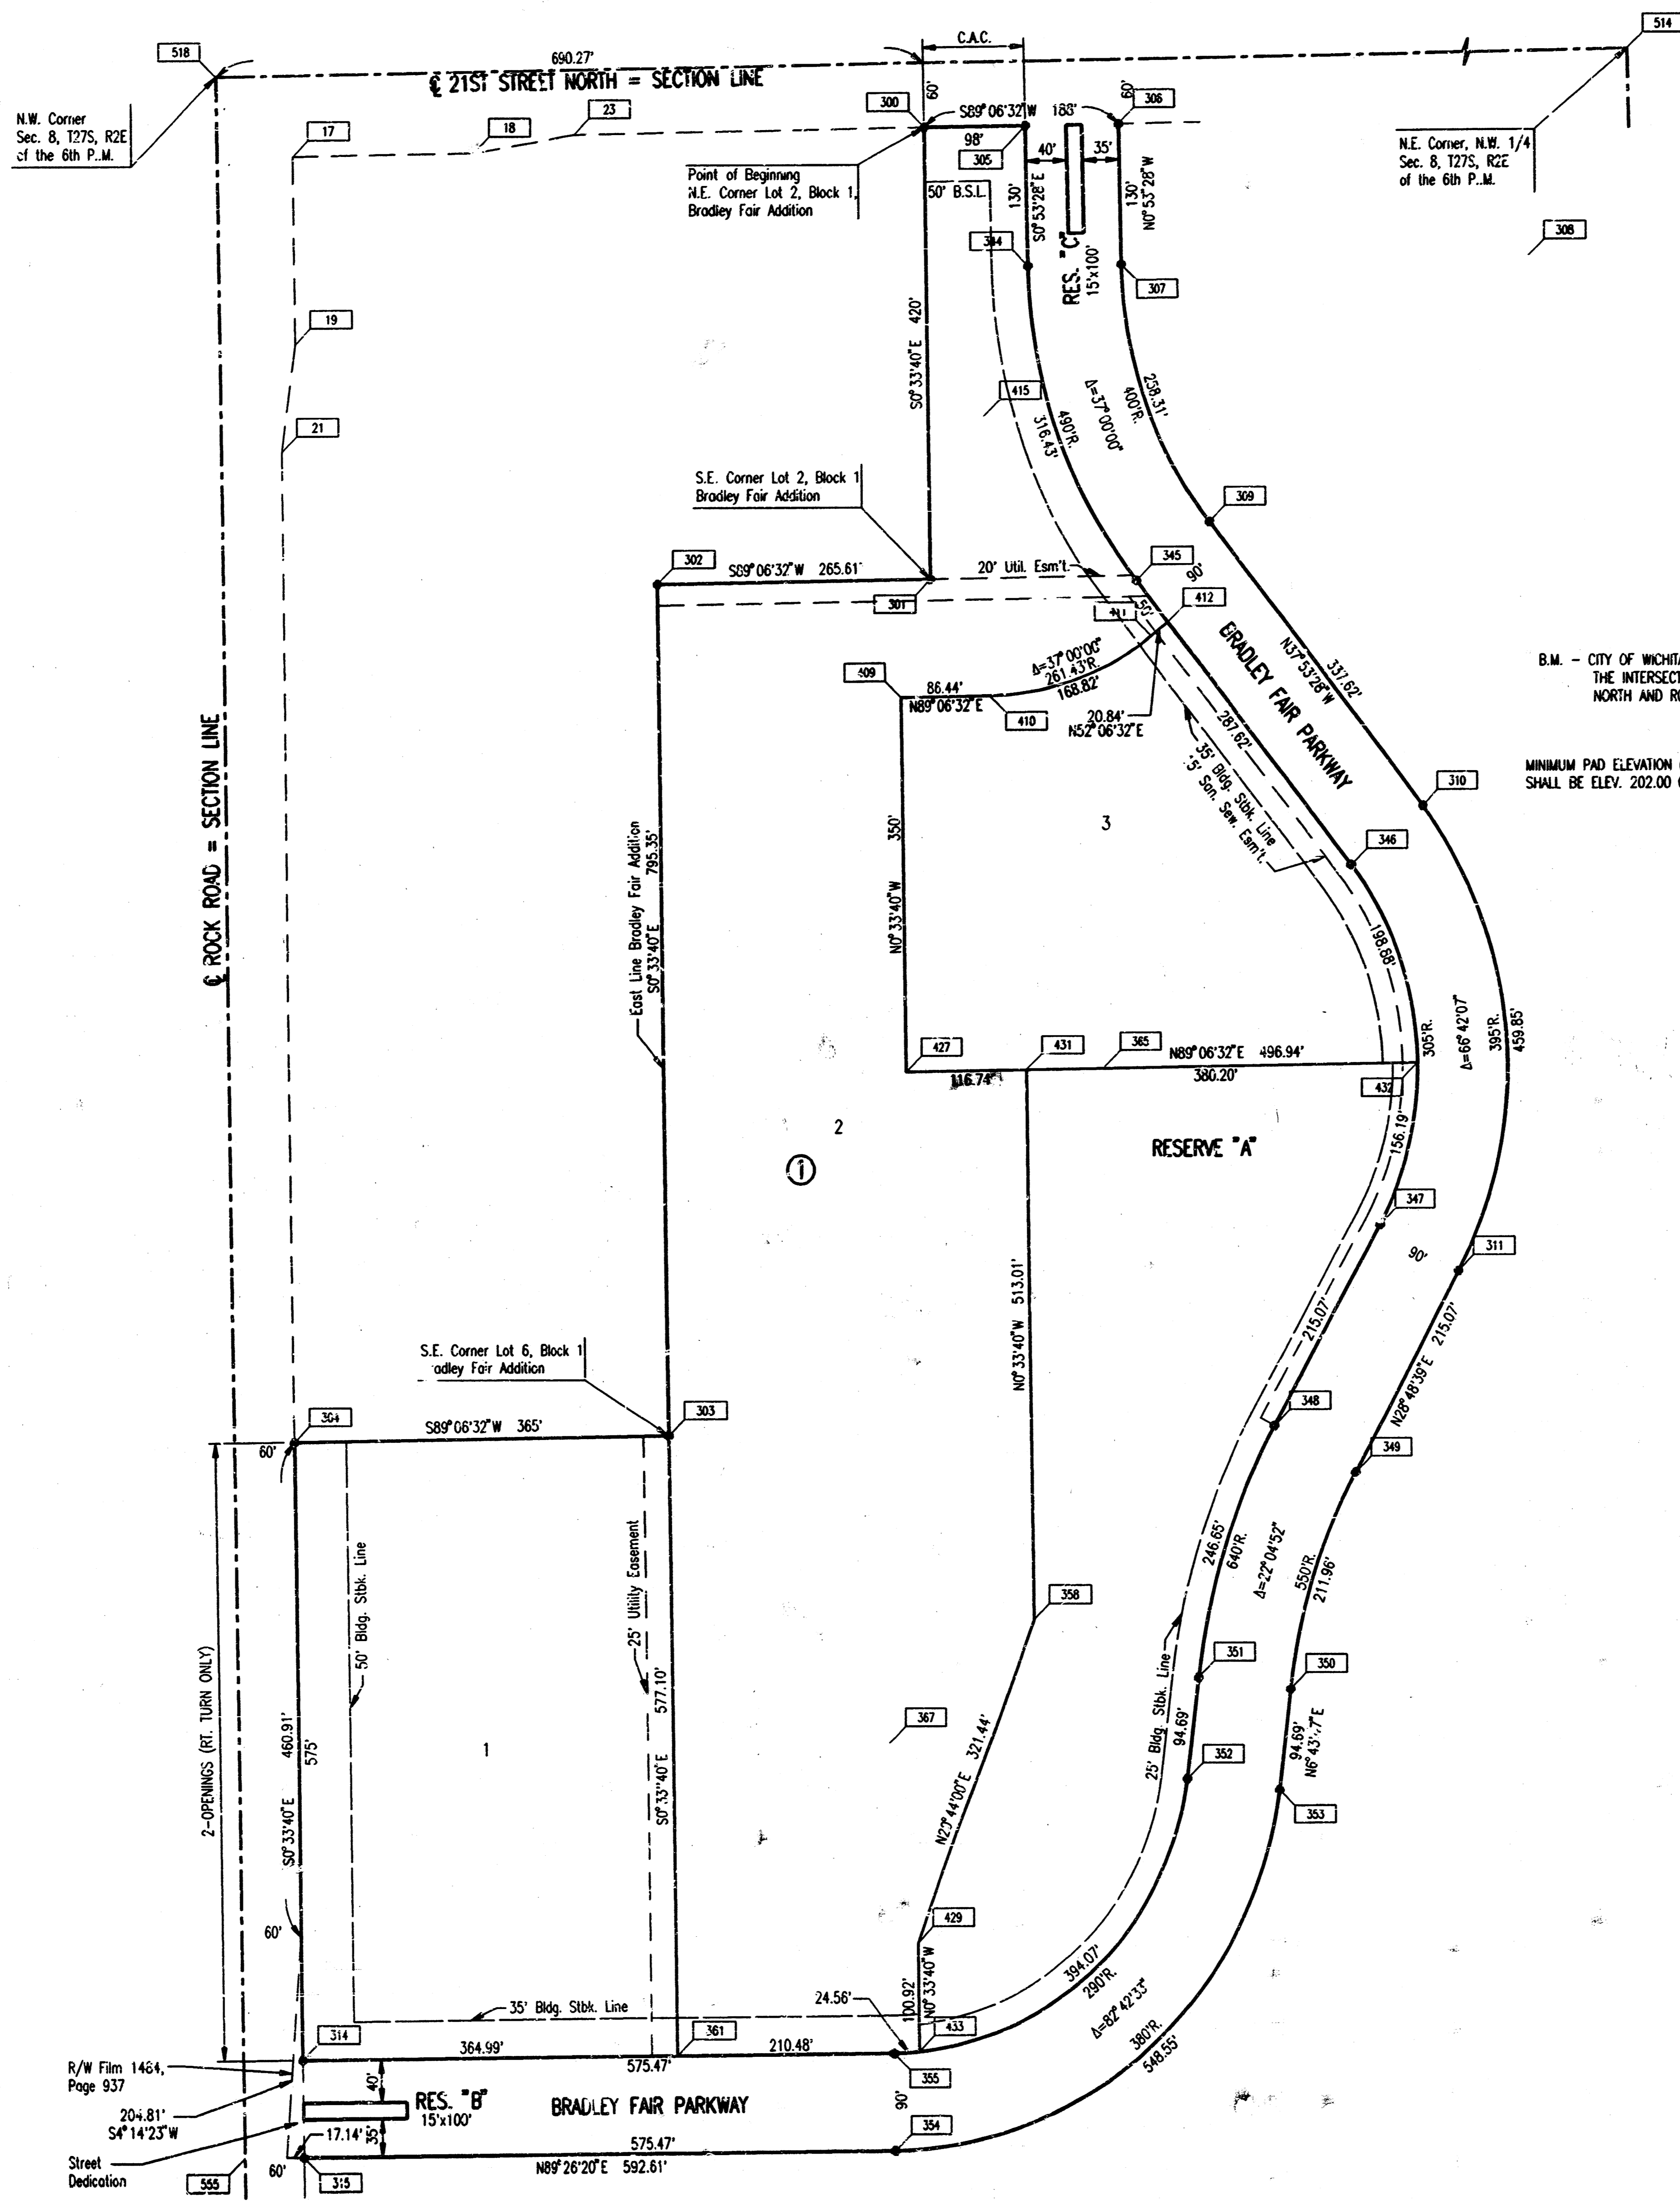 518
690.27'
C.A.C.
514
℄ 21ST STREET NORTH = SECTION LINE
N.W. Corner
Sec. 8, T27S, R2E
of the 6th P..M.
17
18
23
300
60'
S89°06'32"W
188'
60'
306
98'
305
40'
35'
N.E. Corner, N.W. 1/4
Sec. 8, T27S, R2E
of the 6th P..M.
Point of Beginning
N.E. Corner Lot 2, Block 1,
Bradley Fair Addition
50' B.S.L.
130'
S0°53'28"E
130'
N0°53'28"W
344
RES. "C"
15'x100'
307
308
19
S0°33'40"E 420'
415
490'R.
316.43'
Δ=37°00'00"
258.31'
400'R.
21
S.E. Corner Lot 2, Block 1
Bradley Fair Addition
309
302
S89°06'32"W 265.61'
301
20' Util. Esm't.
345
90'
50'
411
412
409
86.44'
N89°06'32"E
410
Δ=37°00'00"
261.43'R.
168.82'
20.84'
N52°06'32"E
BRADLEY FAIR PARKWAY
N37°53'28"W
337.62'
287.62'
B.M. - CITY OF WICHITA
THE INTERSECT
NORTH AND RO
MINIMUM PAD ELEVATION
SHALL BE ELEV. 202.00
310
35' Bldg. Stbk. Line
San. Sew. Esm't.
℄ ROCK ROAD = SECTION LINE
East Line Bradley Fair Addition
S0°33'40"E
795.35'
350'
N0°33'40"W
3
346
198.88'
305'R.
Δ=66°42'07"
395'R.
459.85'
427
431
365
N89°06'32"E 496.94'
116.74'
380.20'
432
2
1
RESERVE "A"
156.19'
347
90'
311
N0°33'40"W 513.01'
215.07'
N28°48'39"E 215.07'
S.E. Corner Lot 6, Block 1
adley Fair Addition
304
S89°06'32"W 365'
303
348
349
60'
246.65'
640'R.
Δ=22°04'52"
550'R.
211.96'
50' Bldg. Stbk. Line
25' Utility Easement
358
2-OPENINGS (RT. TURN ONLY)
S0°33'40"E 460.91'
575'
1
S0°33'40"E 577.10'
367
321.44'
25' Bldg. Stbk. Line
351
350
94.69'
352
94.69'
353
60'
429
100.92'
N0°33'40"W
394.07'
290'R.
Δ=82°42'33"
380'R.
548.55'
24.56'
35' Bldg. Stbk. Line
433
314
361
364.99'
575.47'
210.48'
355
R/W Film 1484,
Page 937
204.81'
S4°14'23"W
Street
Dedication
40'
RES. "B"
15'x100'
BRADLEY FAIR PARKWAY
90'
35'
17.14'
354
575.47'
N89°26'20"E 592.61'
60'
555
315